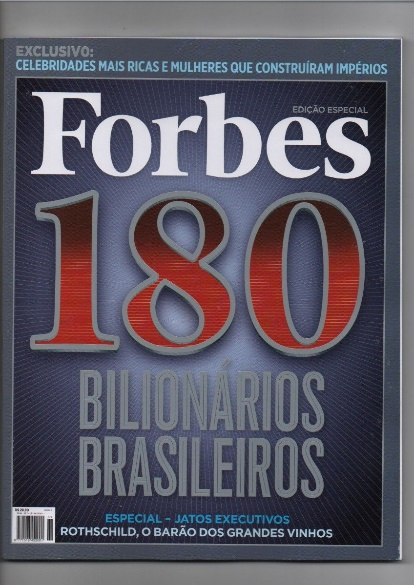 EXCLUSIVO:
CELEBRIDADES MAIS RICAS E MULHERES QUE CONSTRUÍRAM IMPÉRIOS
EDIÇÃO ESPECIAL
Forbes
180
BILIONÁRIOS
BRASILEIROS
ESPECIAL – JATOS EXECUTIVOS
ROTHSCHILD, O BARÃO DOS GRANDES VINHOS